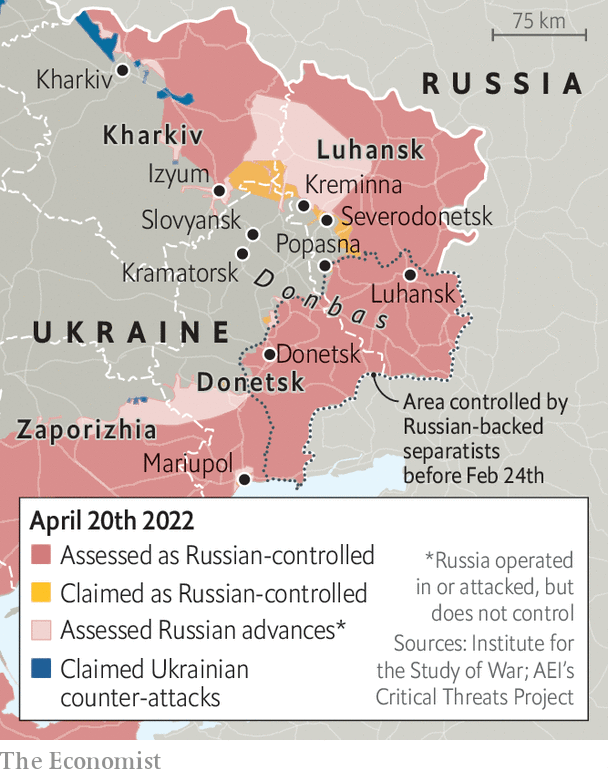 75 km
RUSSIA
Kharkiv
Kharkiv
Luhansk
Izyum
Kreminna
Slovyansk
Severodonetsk
Popasna
Kramatorsk
Donbas
Luhansk
UKRAINE
Donetsk
Donetsk
Area controlled by
Russian-backed
separatists
before Feb 24th
Zaporizhia
Mariupol
April 20th 2022
Assessed as Russian-controlled
Claimed as Russian-controlled
Assessed Russian advances*
Claimed Ukrainian
counter-attacks
*Russia operated
in or attacked, but
does not control
Sources: Institute for
the Study of War; AEI’s
Critical Threats Project
The Economist